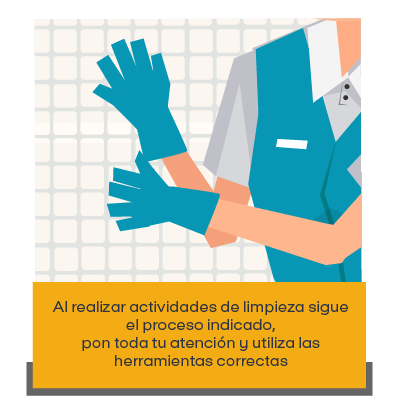 Al realizar actividades de limpieza sigue
el proceso indicado,
pon toda tu atención y utiliza las
herramientas correctas